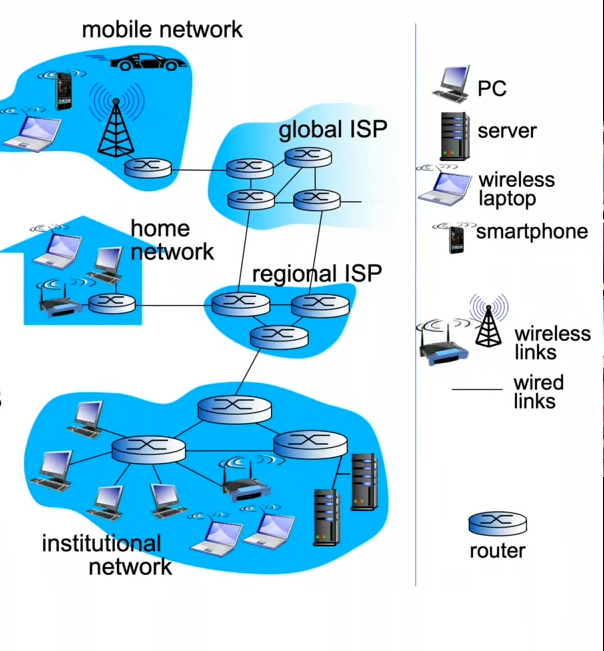 mobile network
global ISP
home
network
regional ISP
institutional
network
PC
server
wireless
laptop
smartphone
wireless
links
wired
links
router